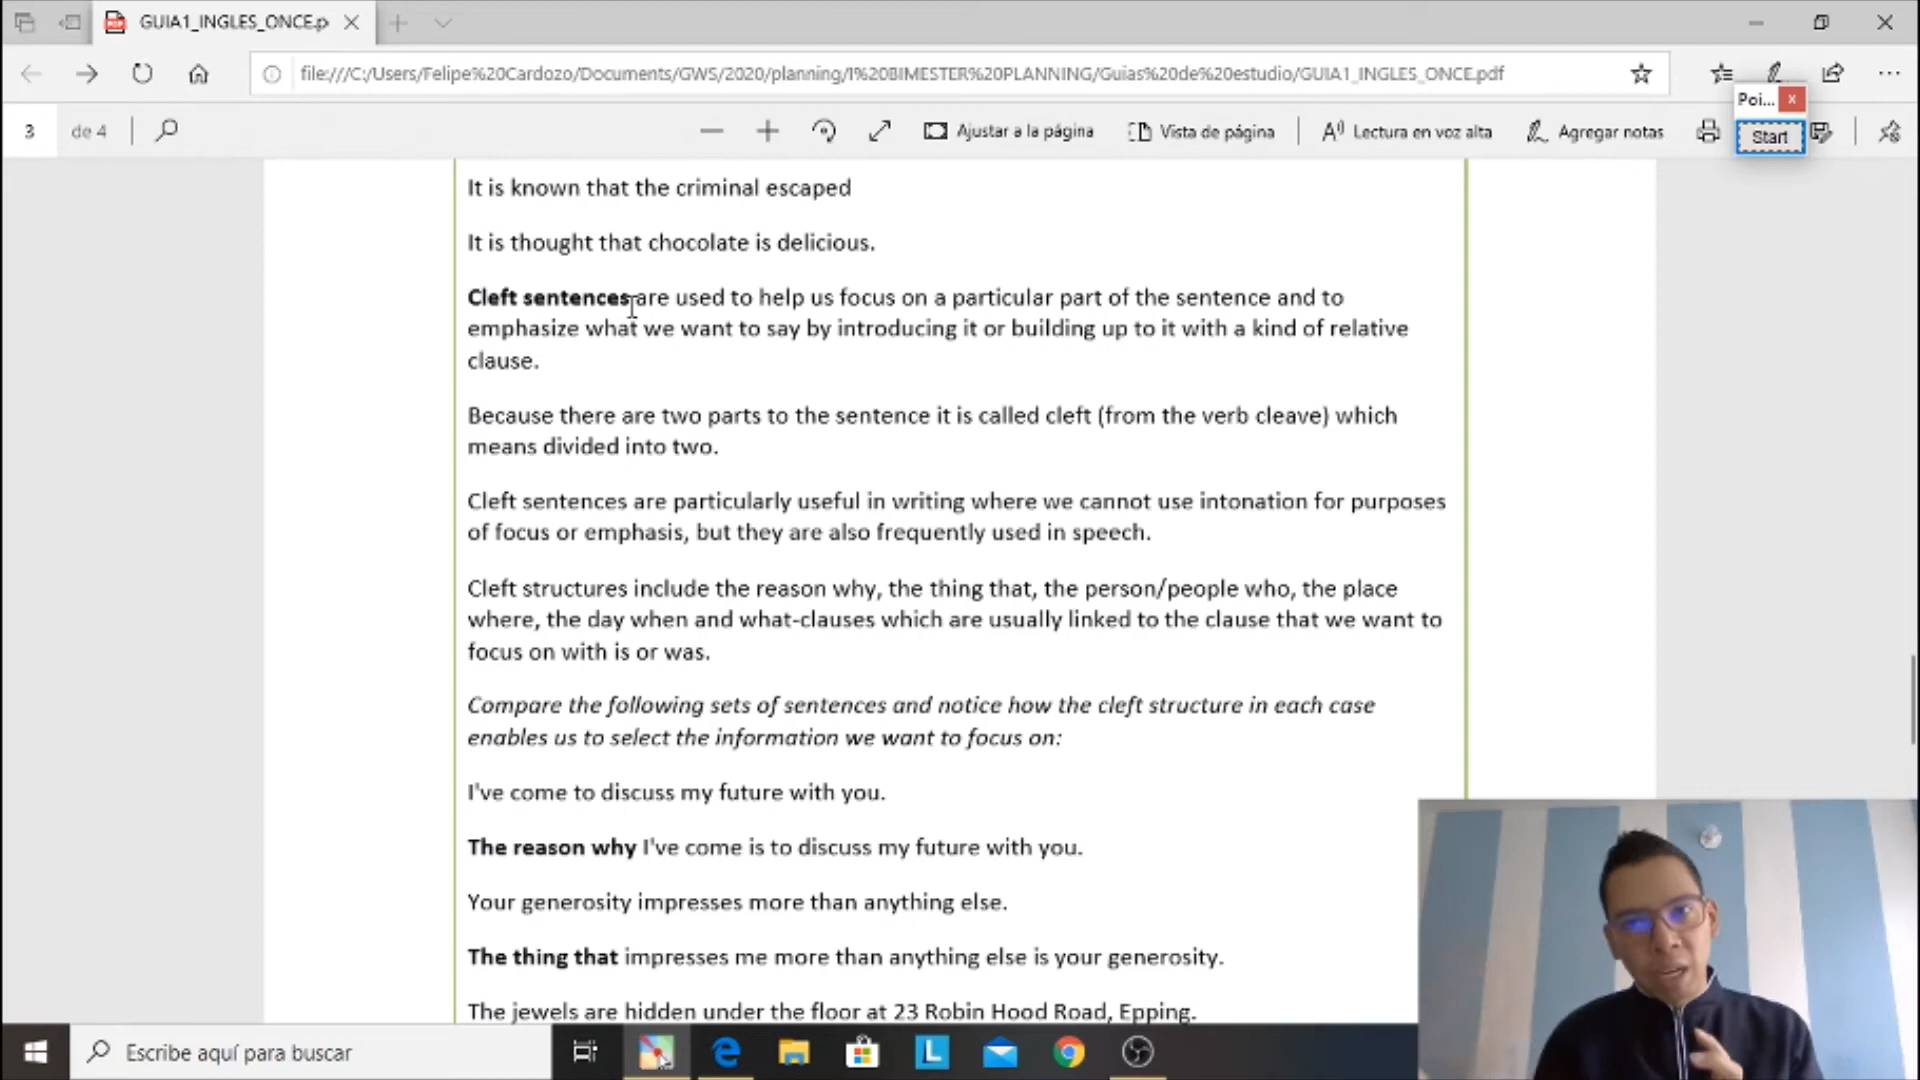 GUIA1_INGLES_ONCE.p
file:///C:/Users/Felipe%20Cardozo/Documents/GWS/2020/planning/I%20BIMESTER%20PLANNING/Guias%20de%20estudio/GUIA1_INGLES_ONCE.pdf
Poi...
3 de 4 Ajustar a la página Vista de página Lectura en voz alta Agregar notas Start
It is known that the criminal escaped
It is thought that chocolate is delicious.
Cleft sentences are used to help us focus on a particular part of the sentence and to
emphasize what we want to say by introducing it or building up to it with a kind of relative
clause.
Because there are two parts to the sentence it is called cleft (from the verb cleave) which
means divided into two.
Cleft sentences are particularly useful in writing where we cannot use intonation for purposes
of focus or emphasis, but they are also frequently used in speech.
Cleft structures include the reason why, the thing that, the person/people who, the place
where, the day when and what-clauses which are usually linked to the clause that we want to
focus on with is or was.
Compare the following sets of sentences and notice how the cleft structure in each case
enables us to select the information we want to focus on:
I've come to discuss my future with you.
The reason why I've come is to discuss my future with you.
Your generosity impresses more than anything else.
The thing that impresses me more than anything else is your generosity.
The jewels are hidden under the floor at 23 Robin Hood Road, Epping.
Escribe aquí para buscar